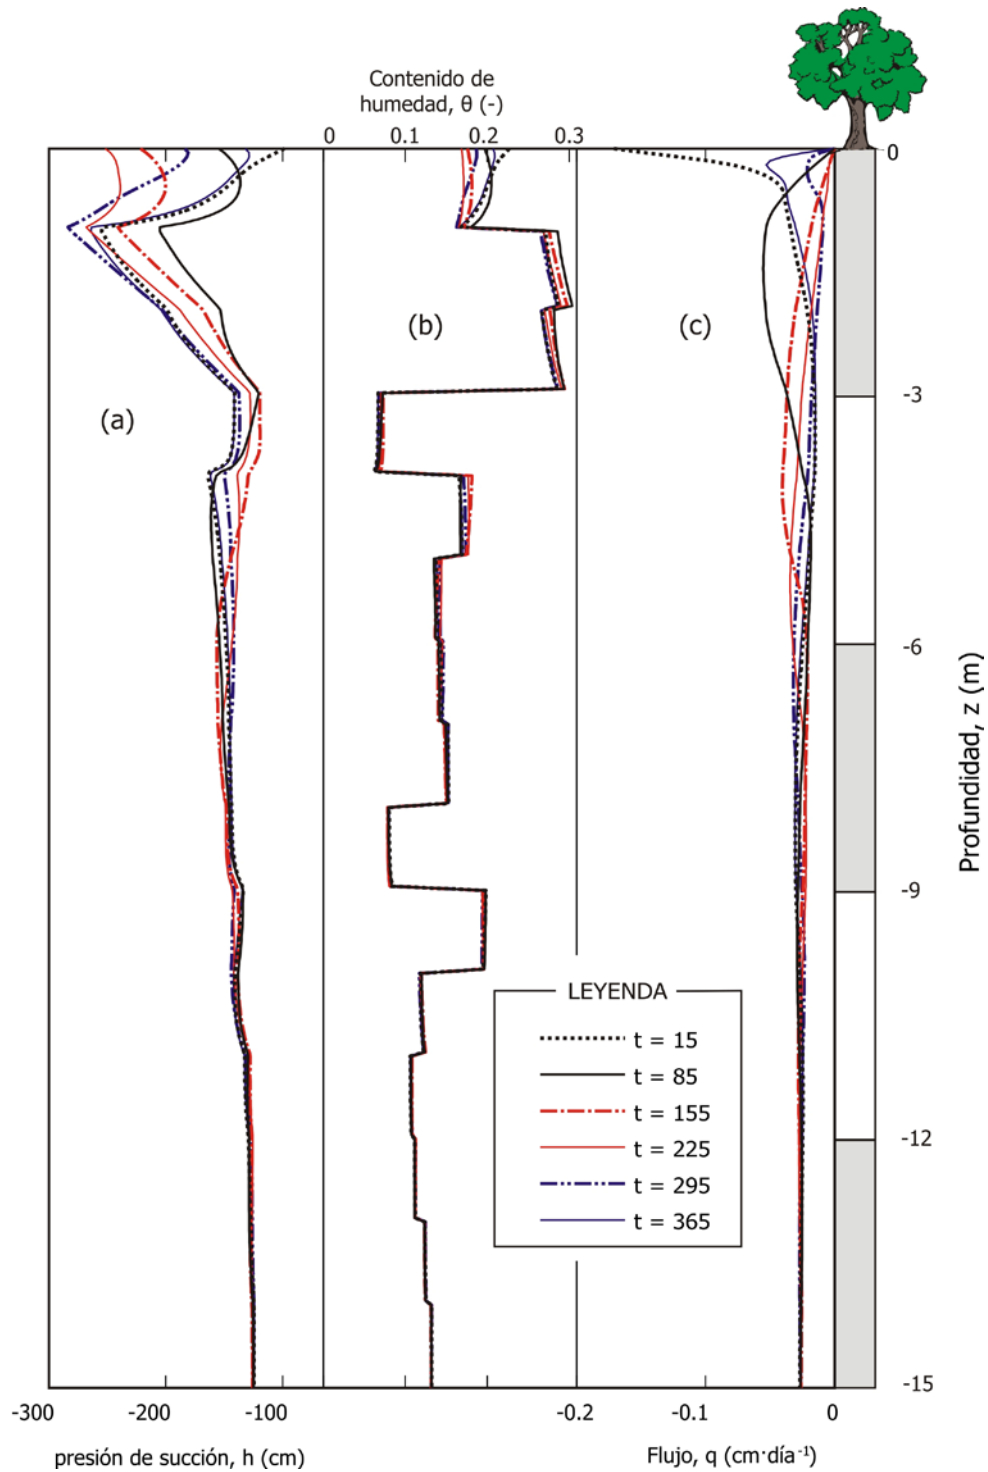 Contenido de
humedad, θ (-)
0 0.1 0.2 0.3
0
(b) (c)
-3
(a)
-6
Profundidad, z (m)
-9
LEYENDA
t = 15
t = 85
t = 155
-12
t = 225
t = 295
t = 365
-15
-300 -200 -100 -0.2 -0.1 0
presión de succión, h (cm) Flujo, q (cm·día⁻¹)